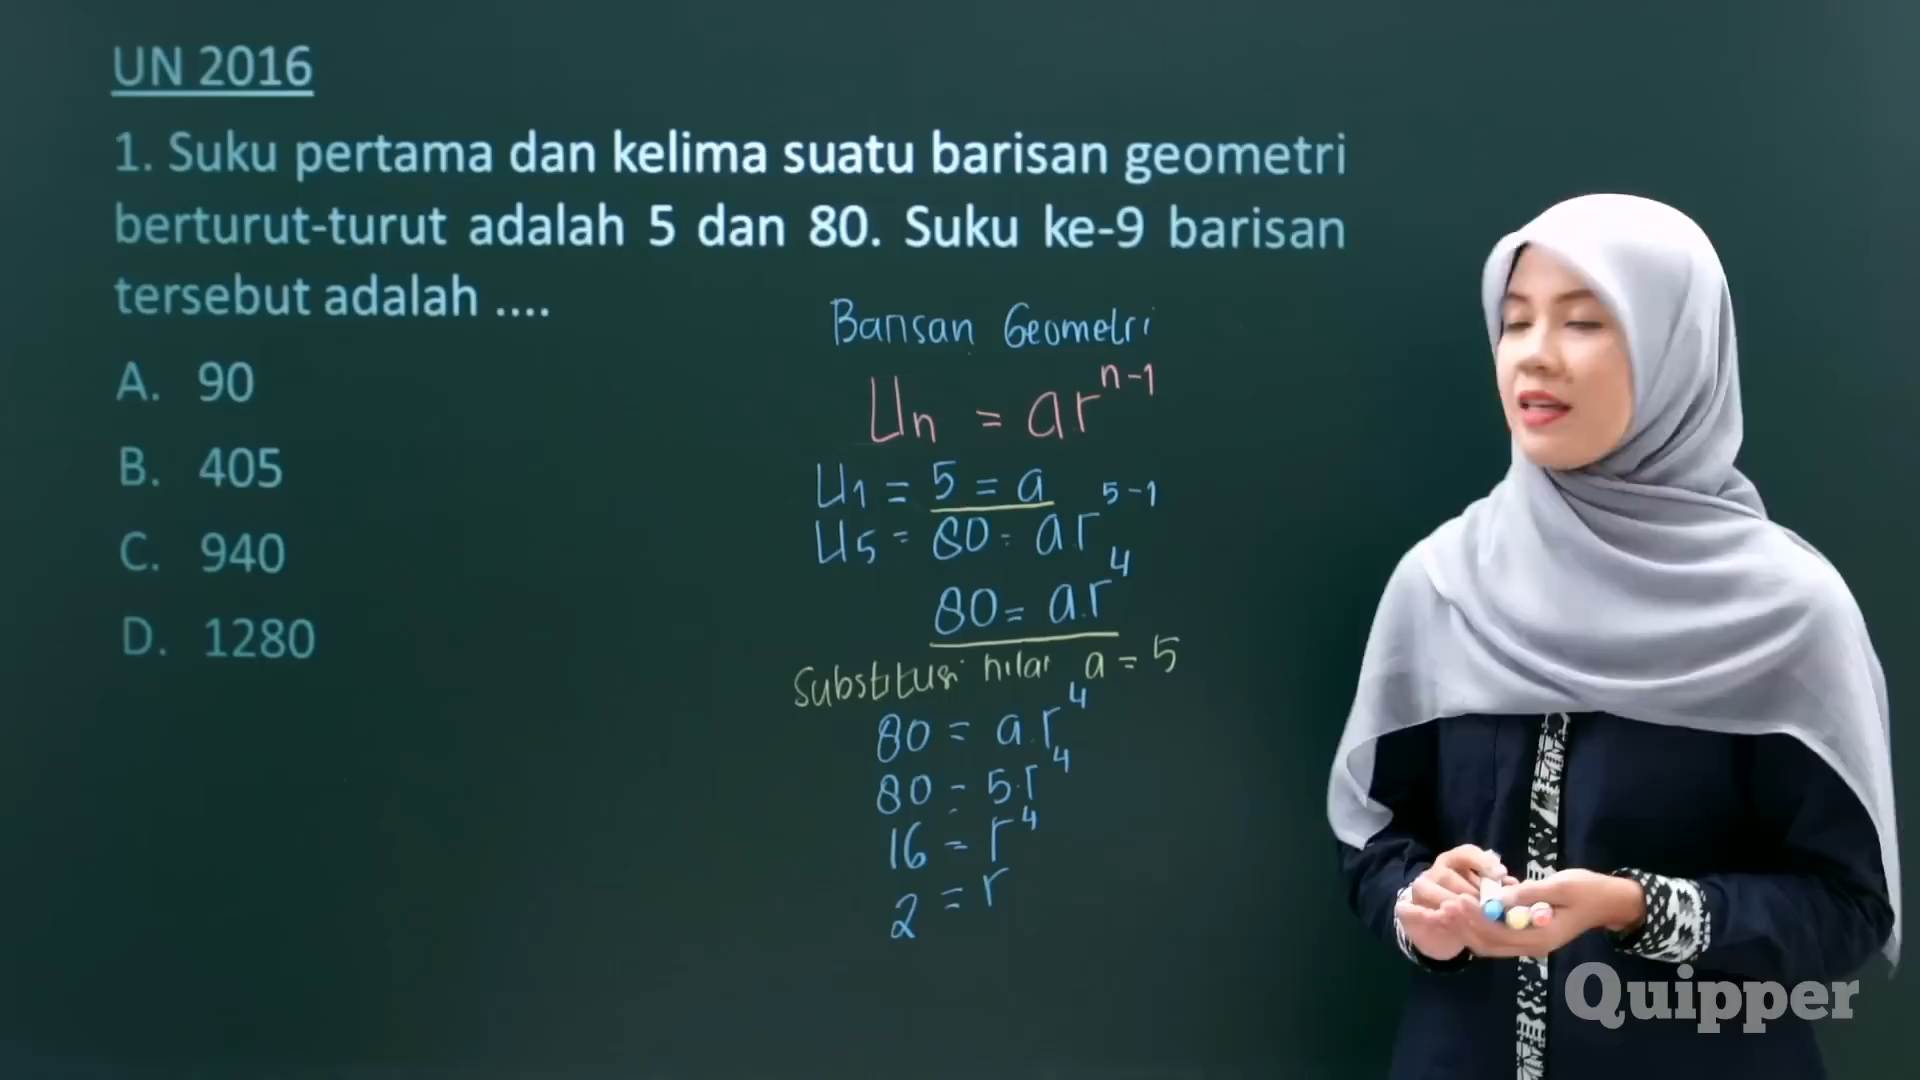 UN 2016
1. Suku pertama dan kelima suatu barisan geometri
berturut-turut adalah 5 dan 80. Suku ke-9 barisan
tersebut adalah ....
A. 90
B. 405
C. 940
D. 1280
Barisan Geometri
Un = ar^n-1
U1 = 5 = a
U5 = 80 = ar^5-1
80 = a.r^4
Substitusi nilai a = 5
80 = a.r^4
80 = 5.r^4
16 = r^4
2 = r
Quipper